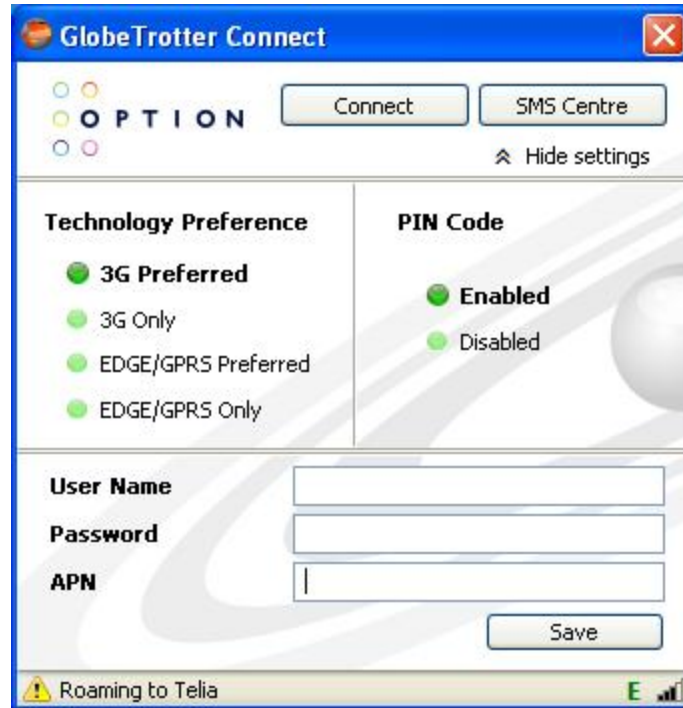 GlobeTrotter Connect
OPTION
Connect
SMS Centre
Hide settings
Technology Preference
3G Preferred
3G Only
EDGE/GPRS Preferred
EDGE/GPRS Only
PIN Code
Enabled
Disabled
User Name
Password
APN
Save
Roaming to Telia
E